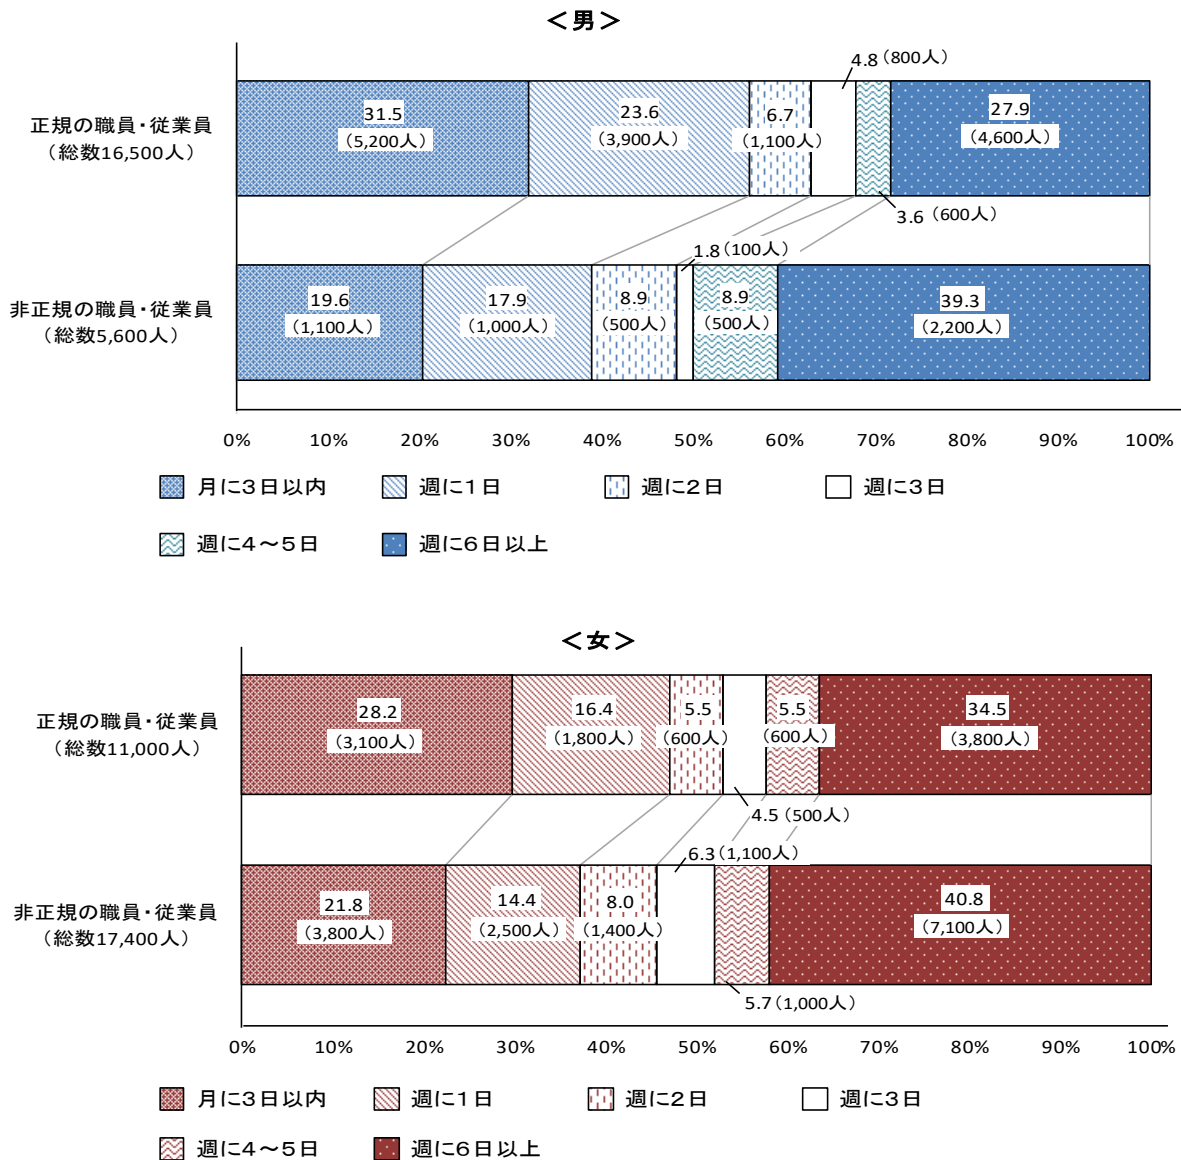 ＜男＞
4.8（800人）
正規の職員・従業員
（総数16,500人）
31.5
（5,200人）
23.6
（3,900人）
6.7
（1,100人）
27.9
（4,600人）
3.6（600人）
1.8（100人）
非正規の職員・従業員
（総数5,600人）
19.6
（1,100人）
17.9
（1,000人）
8.9
（500人）
8.9
（500人）
39.3
（2,200人）
0% 10% 20% 30% 40% 50% 60% 70% 80% 90% 100%
月に3日以内 週に1日 週に2日 週に3日
週に4～5日 週に6日以上
＜女＞
正規の職員・従業員
（総数11,000人）
28.2
（3,100人）
16.4
（1,800人）
5.5
（600人）
5.5
（600人）
34.5
（3,800人）
4.5（500人）
6.3（1,100人）
非正規の職員・従業員
（総数17,400人）
21.8
（3,800人）
14.4
（2,500人）
8.0
（1,400人）
40.8
（7,100人）
5.7（1,000人）
0% 10% 20% 30% 40% 50% 60% 70% 80% 90% 100%
月に3日以内 週に1日 週に2日 週に3日
週に4～5日 週に6日以上